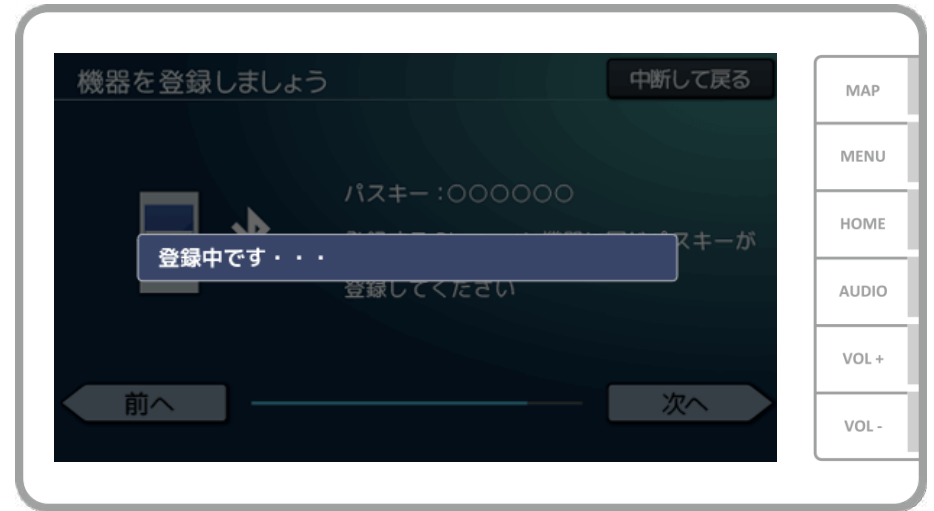 機器を登録しましょう
中断して戻る
パスキー：○○○○○○
スキーが
登録中です・・・
登録してください
前へ
次へ
MAP
MENU
HOME
AUDIO
VOL +
VOL -